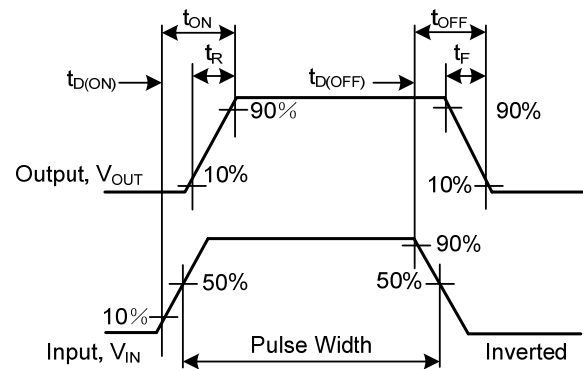 tON
tOFF
tR
tF
tD(ON)
tD(OFF)
90%
90%
Output, VOUT
10%
10%
90%
50%
50%
10%
Pulse Width
Input, VIN
Inverted